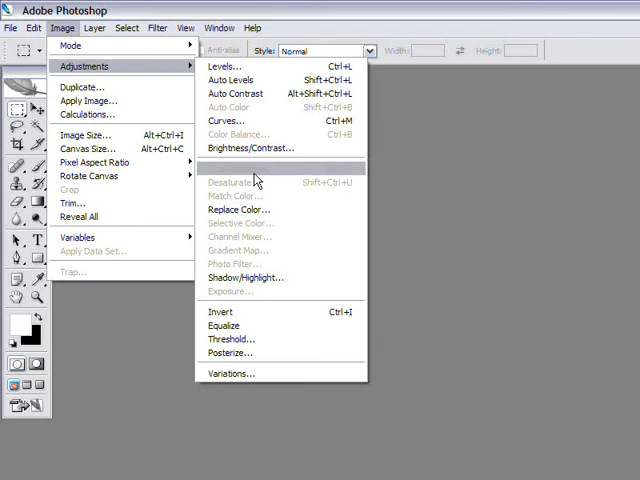 Adobe Photoshop
File Edit Image Layer Select Filter View Window Help
Anti-alias Style: Normal Width: Height:
Mode
Adjustments
Duplicate...
Apply Image...
Calculations...
Image Size... Alt+Ctrl+I
Canvas Size... Alt+Ctrl+C
Pixel Aspect Ratio
Rotate Canvas
Crop
Trim...
Reveal All
Variables
Apply Data Set...
Trap...
Levels... Ctrl+L
Auto Levels Shift+Ctrl+L
Auto Contrast Alt+Shift+Ctrl+L
Auto Color Shift+Ctrl+B
Curves... Ctrl+M
Color Balance... Ctrl+B
Brightness/Contrast...
Desaturate Shift+Ctrl+U
Match Color...
Replace Color...
Selective Color...
Channel Mixer...
Gradient Map...
Photo Filter...
Shadow/Highlight...
Exposure...
Invert Ctrl+I
Equalize
Threshold...
Posterize...
Variations...